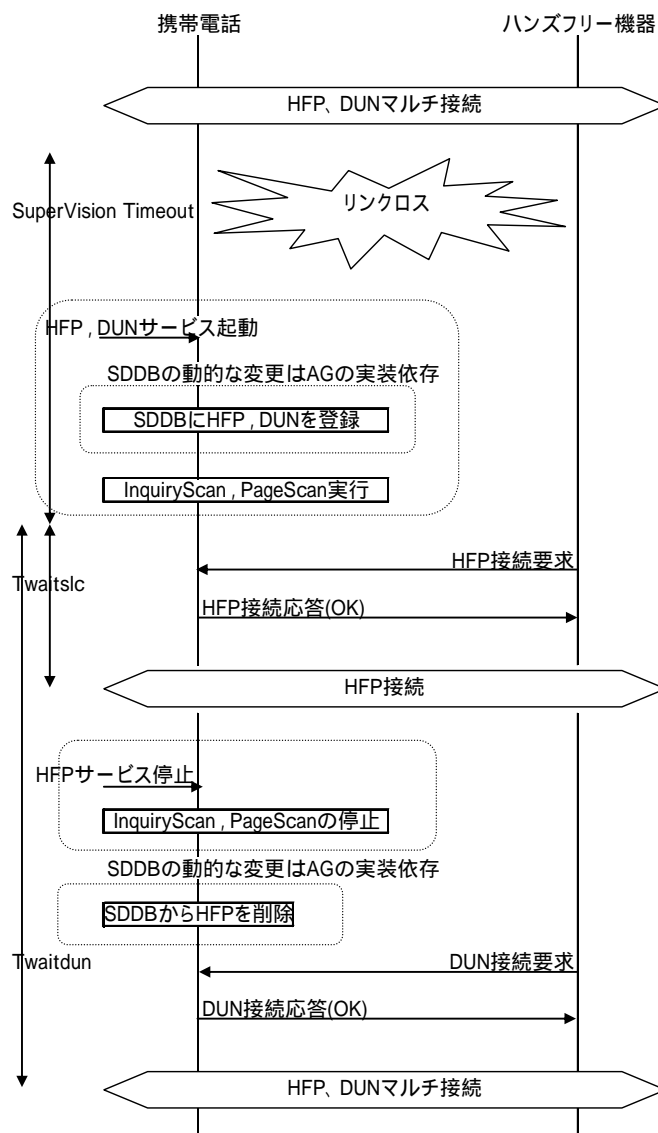 携帯電話
ハンズフリー機器
HFP、DUNマルチ接続
SuperVision Timeout
リンクロス
HFP , DUNサービス起動
SDDBの動的な変更はAGの実装依存
SDDBにHFP , DUNを登録
InquiryScan , PageScan実行
HFP接続要求
Twaitslc
HFP接続応答(OK)
HFP接続
HFPサービス停止
InquiryScan , PageScanの停止
SDDBの動的な変更はAGの実装依存
SDDBからHFPを削除
Twaitdun
DUN接続要求
DUN接続応答(OK)
HFP、DUNマルチ接続